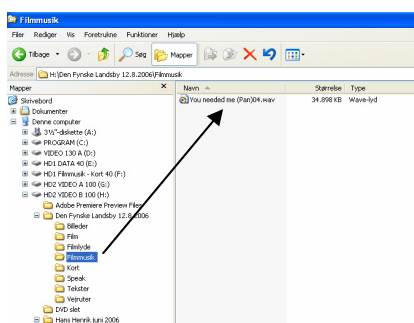 Filmmusik
Filer Rediger Vis Foretrukne Funktioner Hjælp
Tilbage Søg Mapper
Adresse H:\Den Fynske Landsby 12.8.2006\Filmmusik
Mapper × Navn Størrelse Type
Skrivebord You needed me (Pan)04.wav 34.898 KB Wave-lyd
Dokumenter
Denne computer
3½"-diskette (A:)
PROGRAM (C:)
VIDEO 130 A (D:)
HD1 DATA 40 (E:)
HD1 Filmmusik - Kort 40 (F:)
HD2 VIDEO A 100 (G:)
HD2 VIDEO B 100 (H:)
Adobe Premiere Preview Files
Den Fynske Landsby 12.8.2006
Billeder
Film
Filmlyde
Filmmusik
Kort
Speak
Tekster
Vejruter
DVD slet
Hans Henrik juni 2006